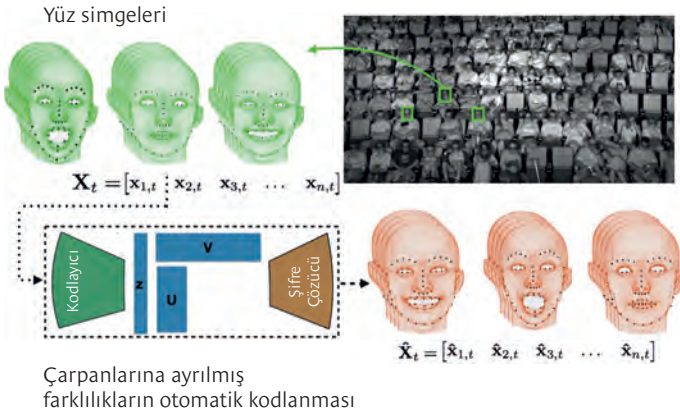 Yüz simgeleri
X_t = [x_{1,t} x_{2,t} x_{3,t} ... x_{n,t}]
Kodlayıcı
z
V
U
Şifre
Çözücü
X̂_t = [x̂_{1,t} x̂_{2,t} x̂_{3,t} ... x̂_{n,t}]
Çarpanlarına ayrılmış
farklılıkların otomatik kodlanması